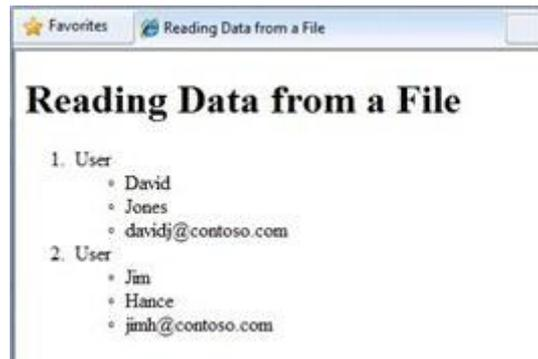 Favorites
Reading Data from a File
Reading Data from a File
1. User
David
Jones
davidj@contoso.com
2. User
Jim
Hance
jimh@contoso.com